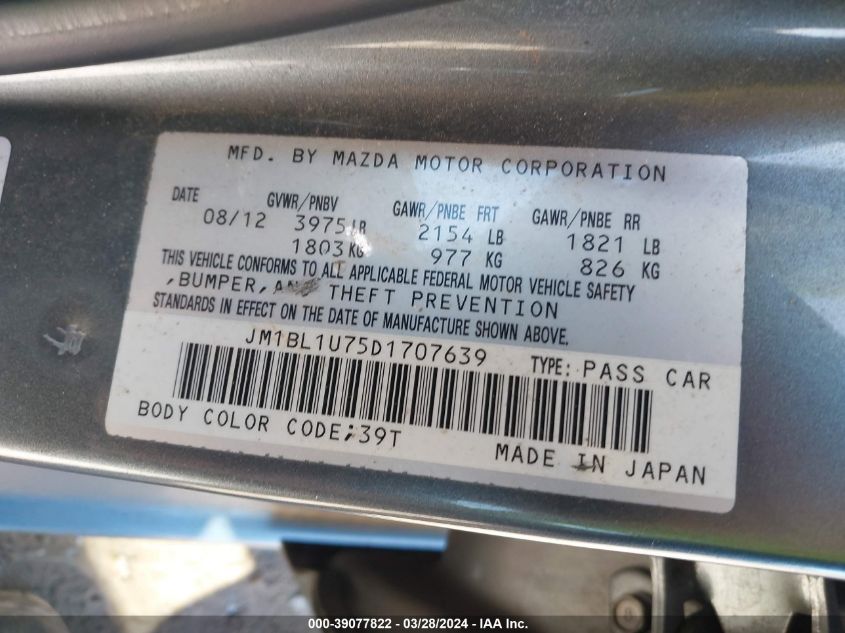 MFD. BY MAZDA MOTOR CORPORATION
DATE GVWR/PNBV GAWR/PNBE FRT GAWR/PNBE RR
08/12 3975LB 2154 LB 1821 LB
1803KG 977 KG 826 KG
THIS VEHICLE CONFORMS TO ALL APPLICABLE FEDERAL MOTOR VEHICLE SAFETY
,BUMPER,AND THEFT PREVENTION
STANDARDS IN EFFECT ON THE DATE OF MANUFACTURE SHOWN ABOVE.
JM1BL1U75D1707639 TYPE: PASS CAR
BODY COLOR CODE;39T
MADE IN JAPAN
000-39077822 - 03/28/2024 - IAA Inc.